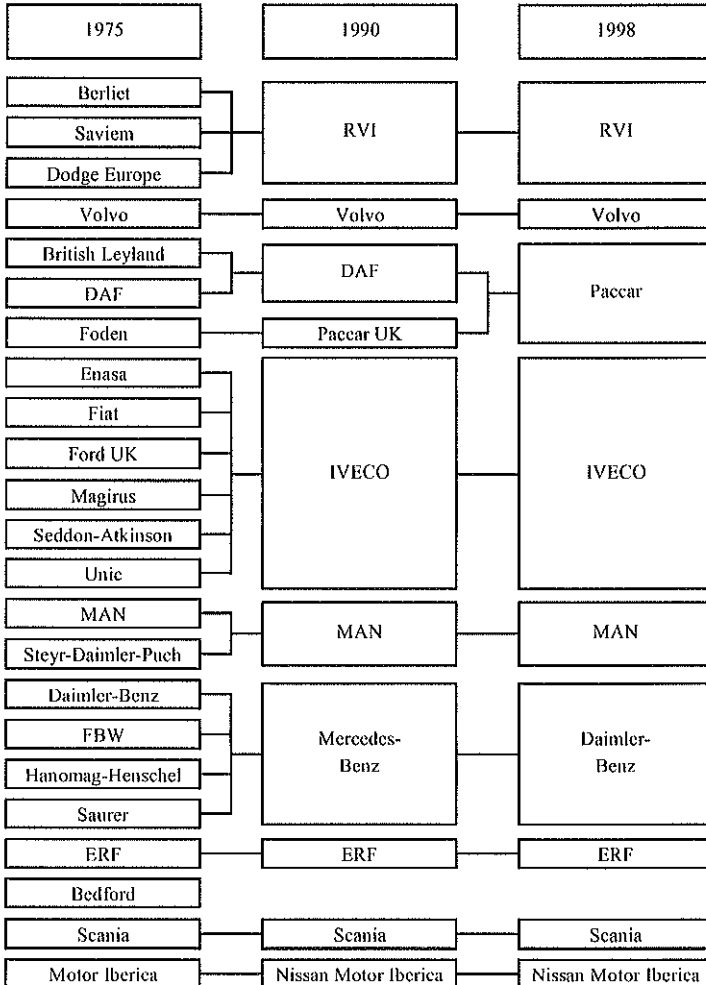 1975 1990 1998
Berliet
Saviem RVI RVI
Dodge Europe
Volvo Volvo Volvo
British Leyland
DAF DAF Paccar
Foden Paccar UK
Enasa
Fiat
Ford UK
Magirus IVECO IVECO
Seddon-Atkinson
Unic
MAN MAN MAN
Steyr-Daimler-Puch
Daimler-Benz
FBW Mercedes- Daimler-
Hanomag-Henschel Benz Benz
Saurer
ERF ERF ERF
Bedford
Scania Scania Scania
Motor Iberica Nissan Motor Iberica Nissan Motor Iberica